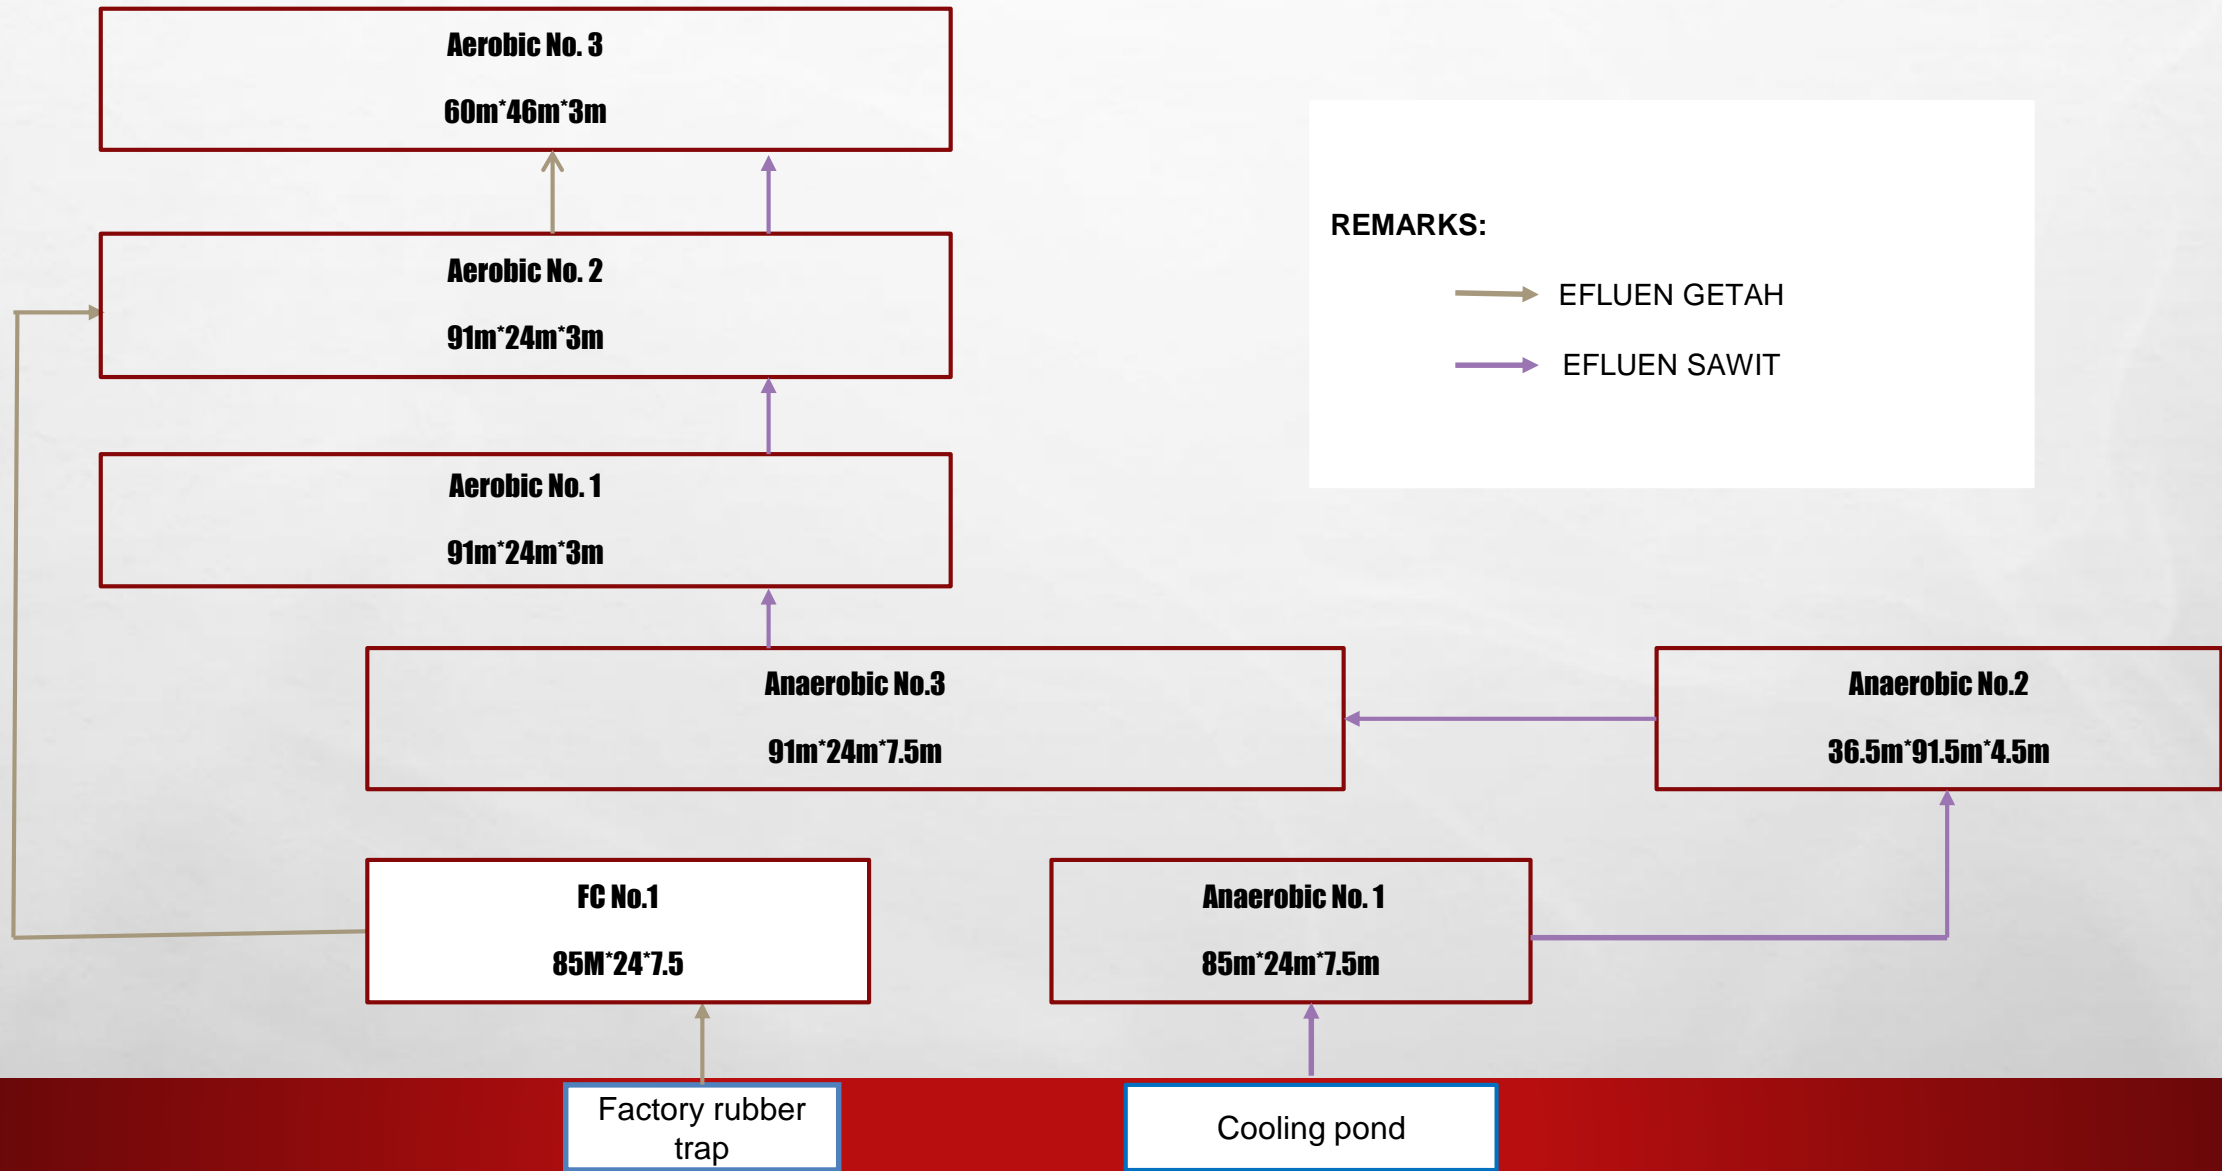 Aerobic No. 3
60m*46m*3m
Aerobic No. 2
91m*24m*3m
Aerobic No. 1
91m*24m*3m
REMARKS:
EFLUEN GETAH
EFLUEN SAWIT
Anaerobic No.3
91m*24m*7.5m
Anaerobic No.2
36.5m*91.5m*4.5m
FC No.1
85M*24*7.5
Anaerobic No. 1
85m*24m*7.5m
Factory rubber
trap
Cooling pond